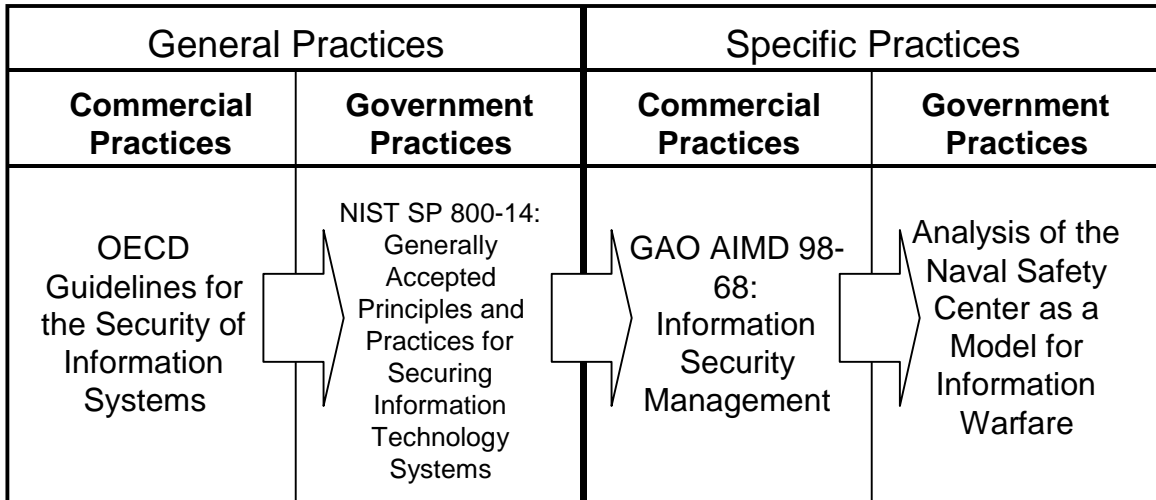 General Practices
Specific Practices
Commercial
Practices
Government
Practices
Commercial
Practices
Government
Practices
OECD
Guidelines for
the Security of
Information
Systems
NIST SP 800-14:
Generally
Accepted
Principles and
Practices for
Securing
Information
Technology
Systems
GAO AIMD 98-
68:
Information
Security
Management
Analysis of the
Naval Safety
Center as a
Model for
Information
Warfare